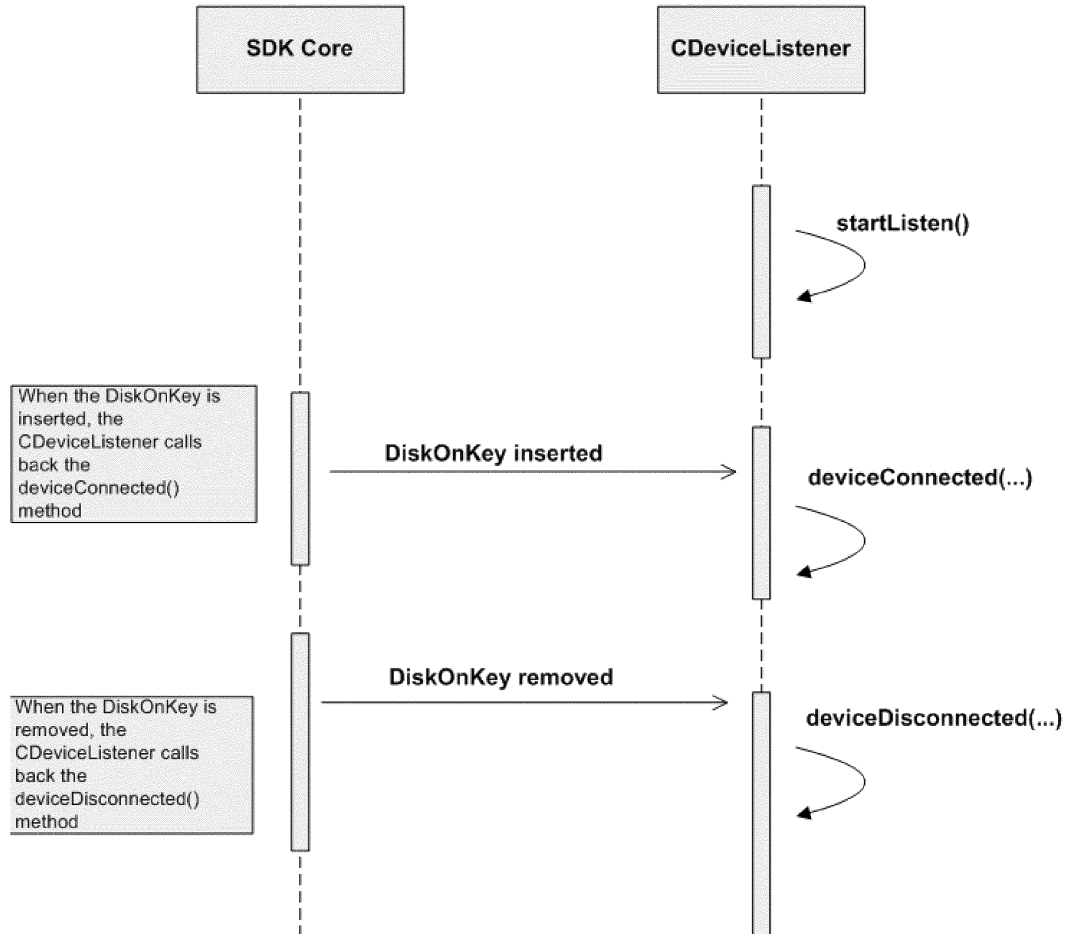 SDK Core
CDeviceListener
startListen()
When the DiskOnKey is
inserted, the
CDeviceListener calls
back the
deviceConnected()
method
DiskOnKey inserted
deviceConnected(...)
DiskOnKey removed
When the DiskOnKey is
removed, the
CDeviceListener calls
back the
deviceDisconnected()
method
deviceDisconnected(...)